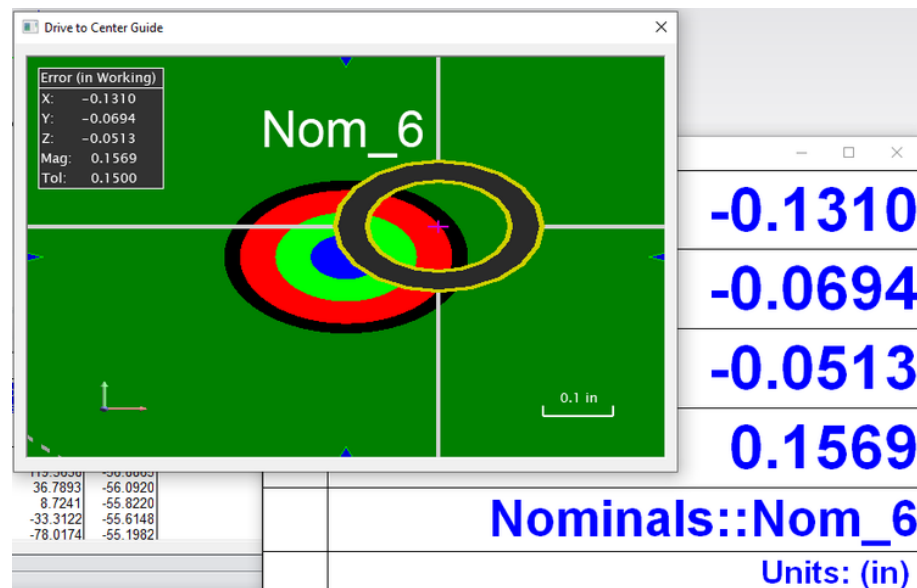 Drive to Center Guide
Error (in Working)
X: -0.1310
Y: -0.0694
Z: -0.0513
Mag: 0.1569
Tol: 0.1500
Nom_6
0.1 in
-0.1310
-0.0694
-0.0513
0.1569
Nominals::Nom_6
Units: (in)
36.7893 -56.0920
8.7241 -55.8220
-33.3122 -55.6148
-78.0174 -55.1982